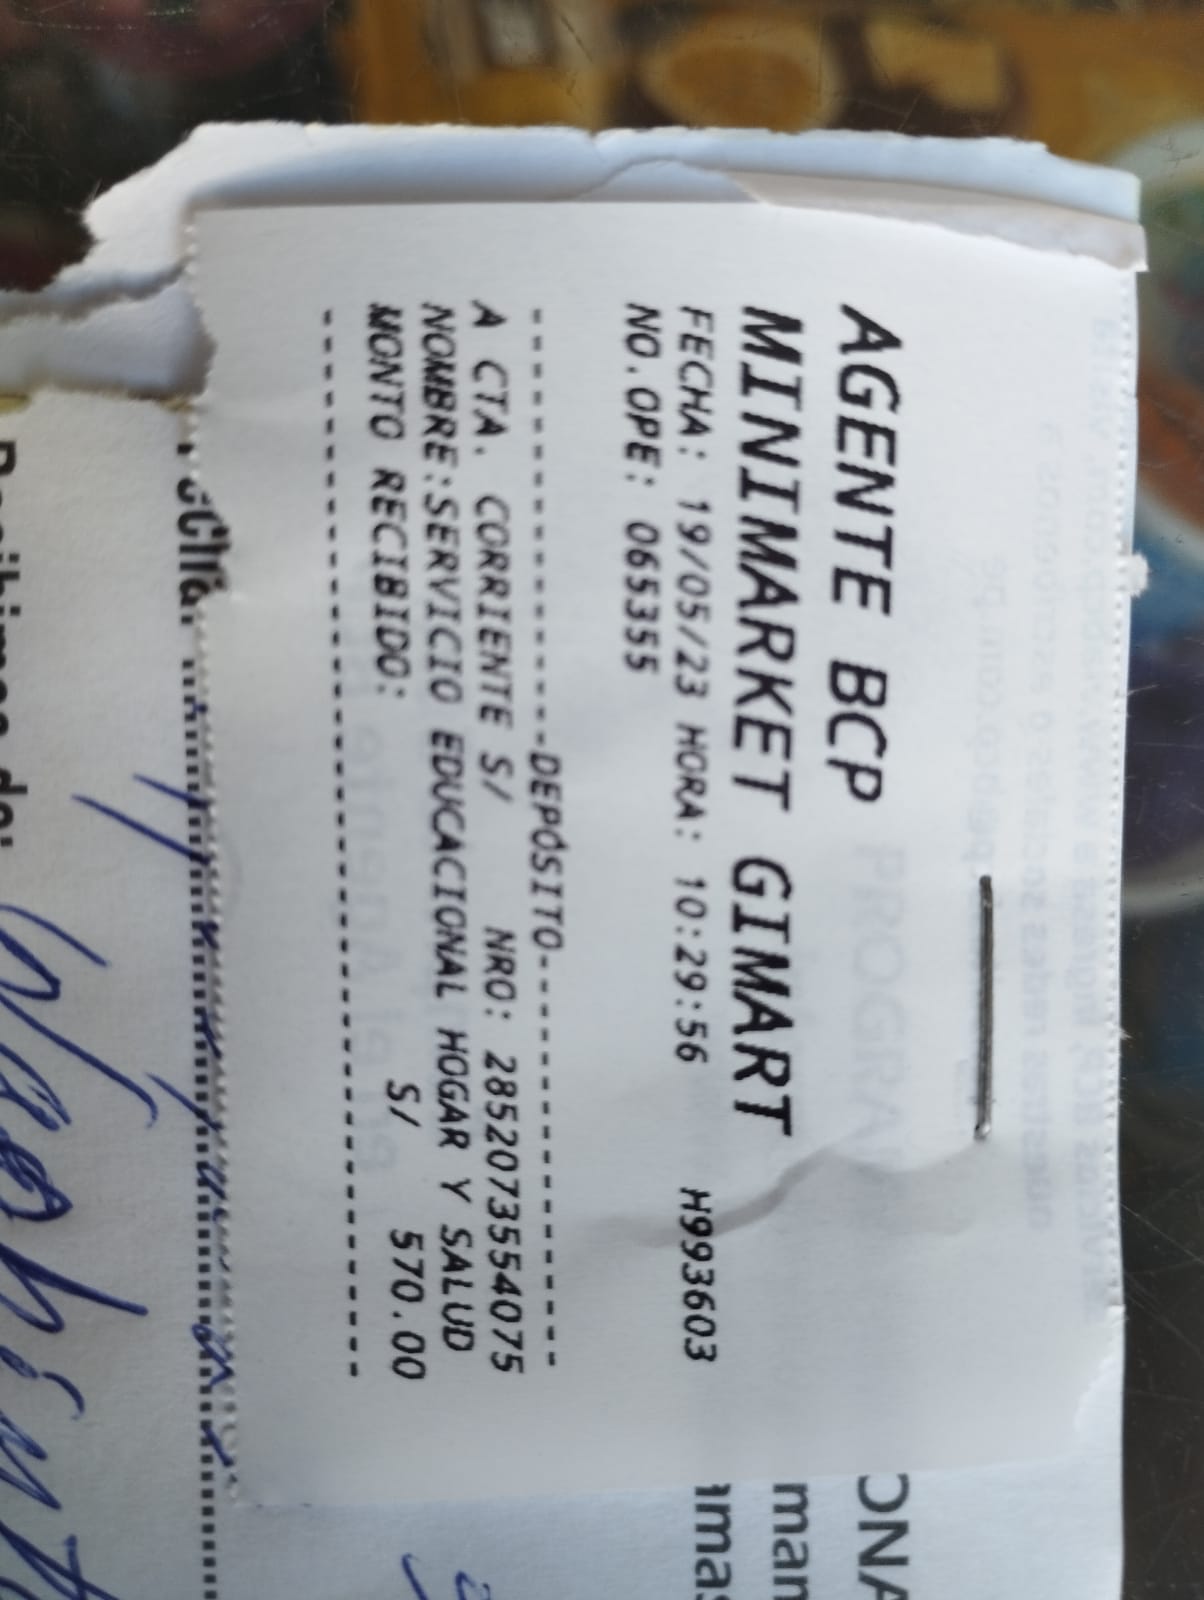 AGENTE BCP
MINIMARKET GIMART
FECHA: 19/05/23 HORA: 10:29:56 H993603
NO.OPE: 065355
----------------DEPÓSITO----------------
A CTA. CORRIENTE S/ NRO: 2852073554075
NOMBRE:SERVICIO EDUCACIONAL HOGAR Y SALUD
MONTO RECIBIDO: S/ 570.00
----------------------------------------